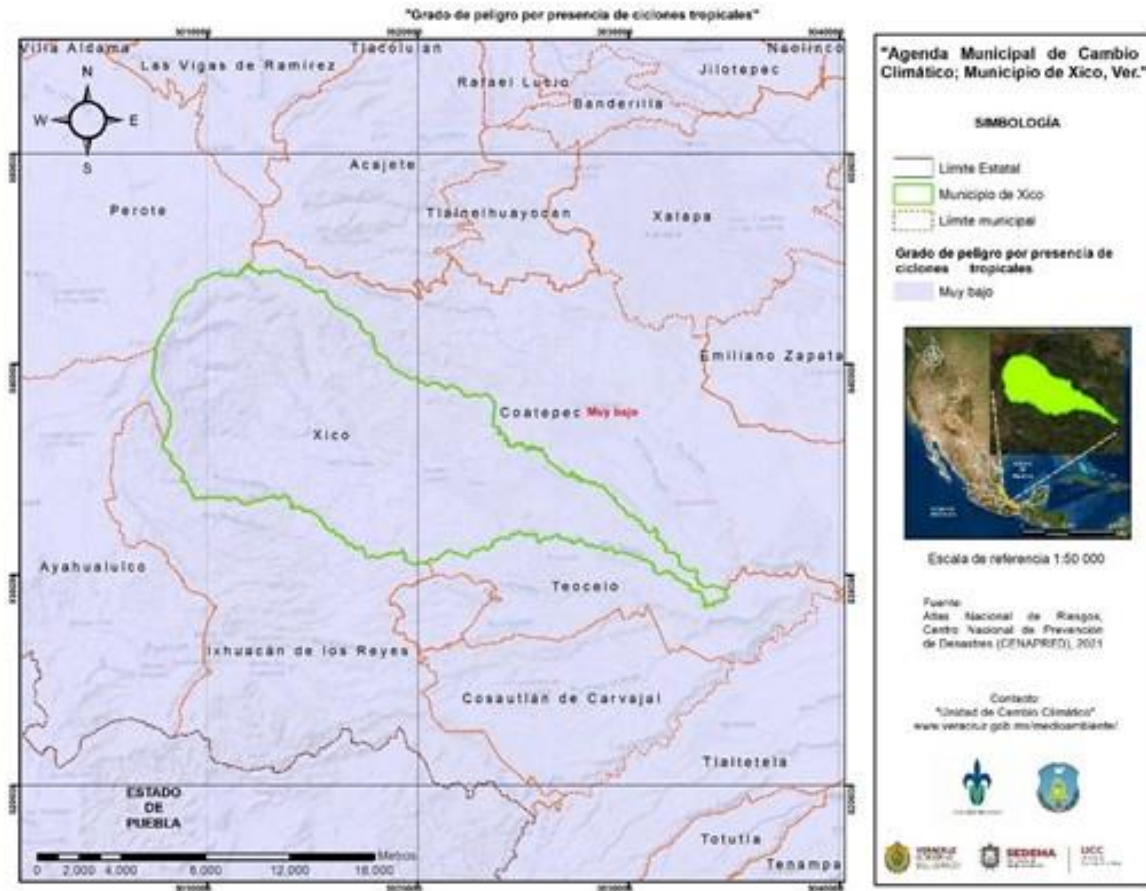 "Grado de peligro por presencia de ciclones tropicales"
Villa Aldama
Tlacolulan
Naolinco
Las Vigas de Ramírez
Rafael Lucio
Jilotepec
Banderilla
N
W
E
S
Acajete
Perote
Tlalnelhuayocan
Xalapa
Emiliano Zapata
Coatepec Muy bajo
Xico
Ayahualulco
Teocelo
Ixhuacán de los Reyes
Cosautlán de Carvajal
Tlaltetela
ESTADO
DE
PUEBLA
Totutla
Tenampa
Metros
0 2,000 4,000 8,000 12,000 16,000
"Agenda Municipal de Cambio
Climático; Municipio de Xico, Ver."
SIMBOLOGÍA
Límite Estatal
Municipio de Xico
Límite municipal
Grado de peligro por presencia de
ciclones tropicales
Muy bajo
Escala de referencia 1:50 000
Fuente:
Atlas Nacional de Riesgos,
Centro Nacional de Prevención
de Desastres (CENAPRED), 2021
Contacto:
"Unidad de Cambio Climático"
www.veracruz.gob.mx/medioambiente/
VERACRUZ
SEDEMA
UCC